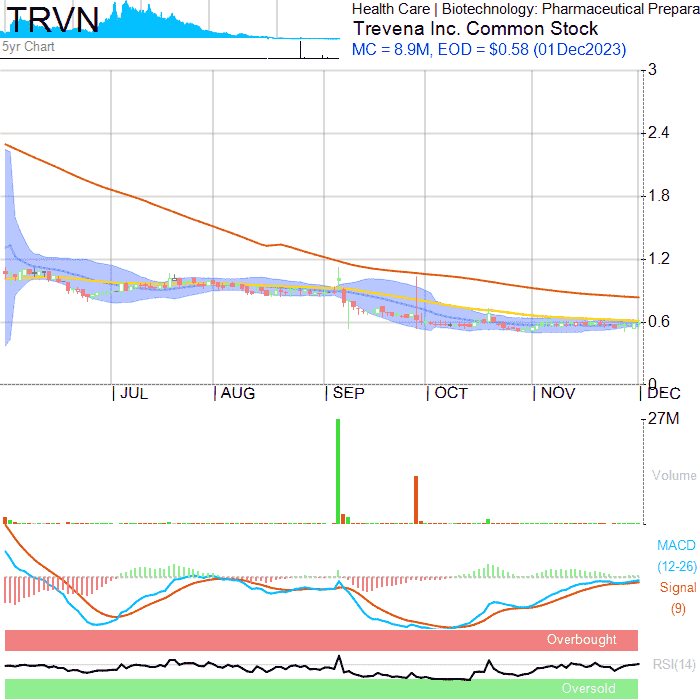 TRVN
5yr Chart
Health Care | Biotechnology: Pharmaceutical Prepara
Trevena Inc. Common Stock
MC = 8.9M, EOD = $0.58 (01Dec2023)
3
2.4
1.8
1.2
0.6
0
JUL
AUG
SEP
OCT
NOV
DEC
27M
Volume
MACD
(12-26)
Signal
(9)
Overbought
RSI(14)
Oversold